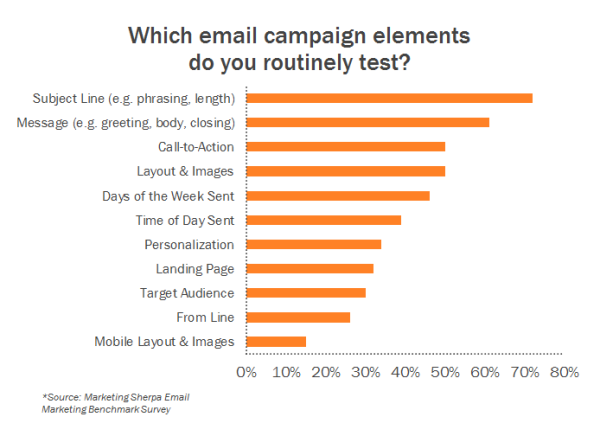 Which email campaign elements
do you routinely test?
Subject Line (e.g. phrasing, length)
Message (e.g. greeting, body, closing)
Call-to-Action
Layout & Images
Days of the Week Sent
Time of Day Sent
Personalization
Landing Page
Target Audience
From Line
Mobile Layout & Images
0% 10% 20% 30% 40% 50% 60% 70% 80%
*Source: Marketing Sherpa Email
Marketing Benchmark Survey